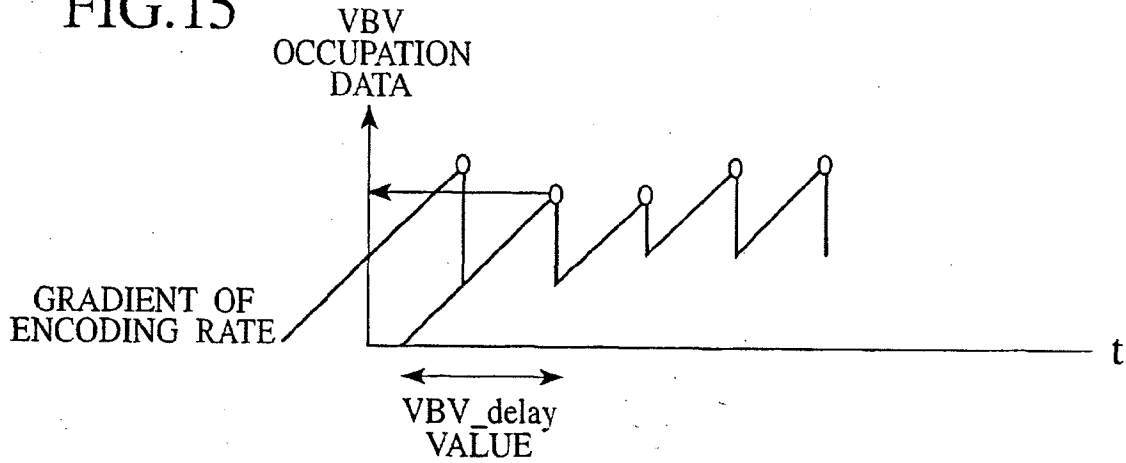 FIG.15
VBV
OCCUPATION
DATA
GRADIENT OF
ENCODING RATE
t
VBV_delay
VALUE